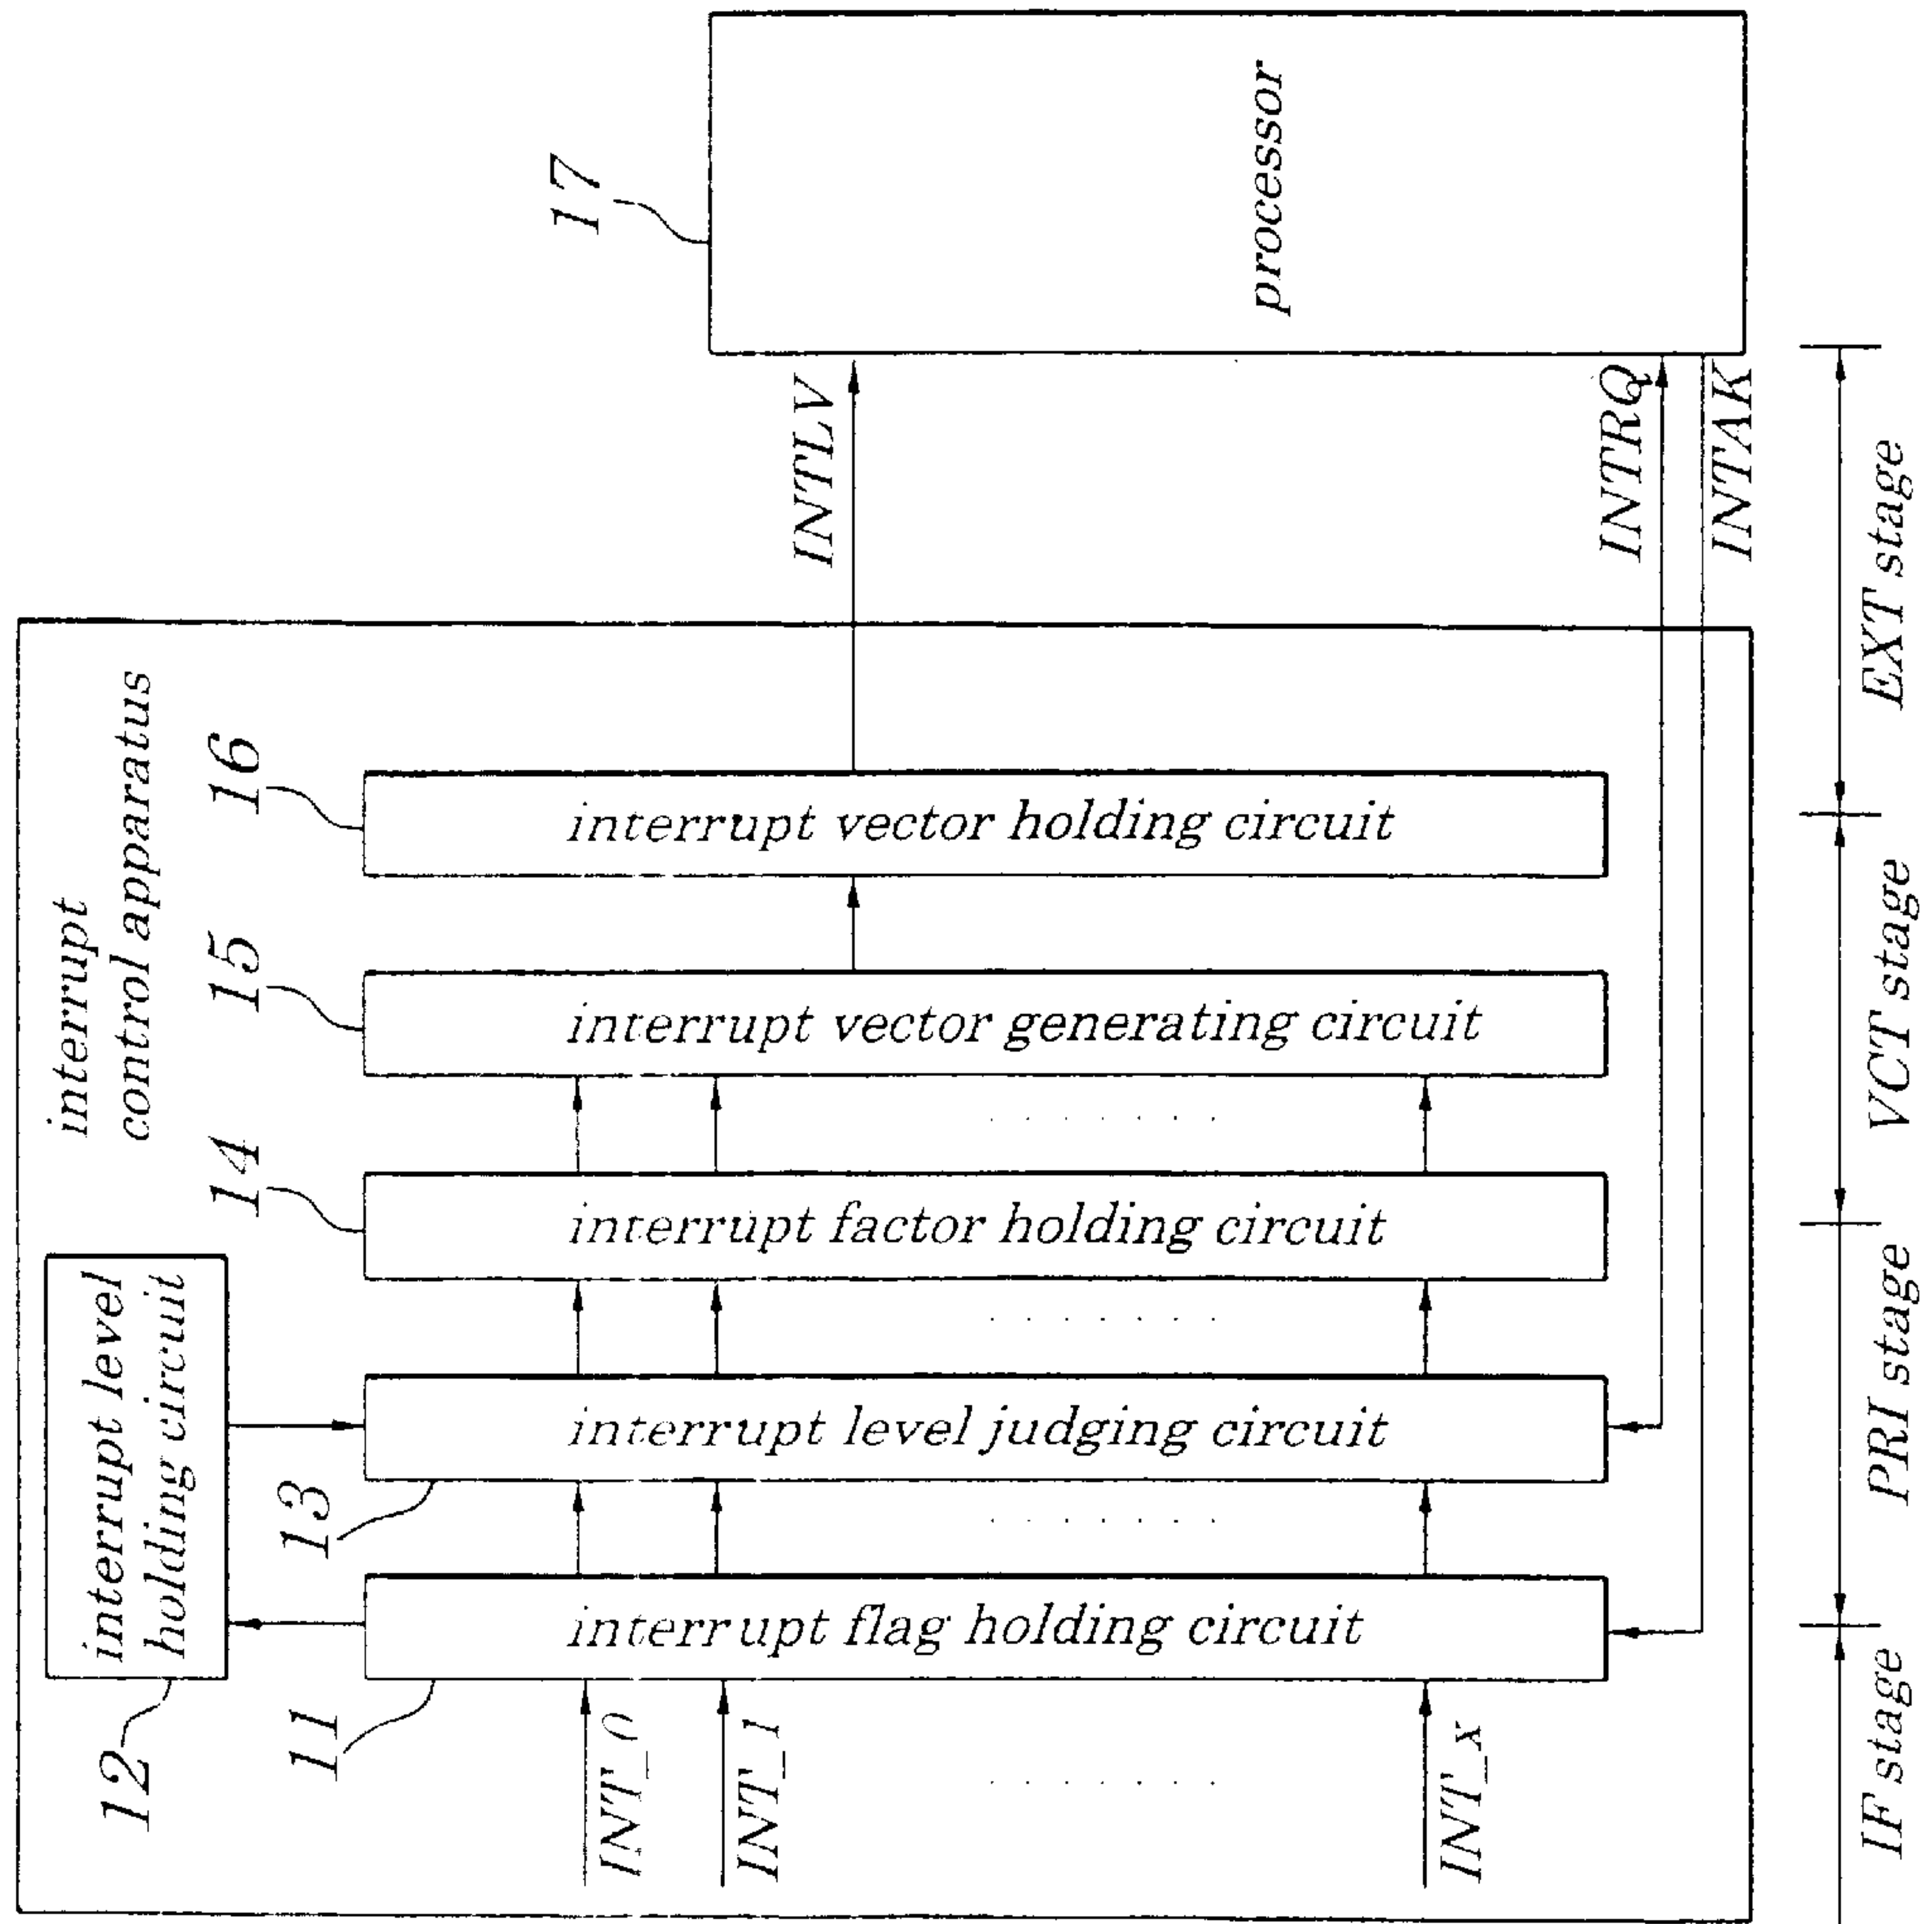 interrupt
control apparatus
12
interrupt level
holding circuit
11
13
14
15
16
17
INT_0
INT_1
INT_x
interrupt flag holding circuit
interrupt level judging circuit
interrupt factor holding circuit
interrupt vector generating circuit
interrupt vector holding circuit
processor
INTLV
INTRQ
INTAK
IF stage
PRI stage
VCT stage
EXT stage